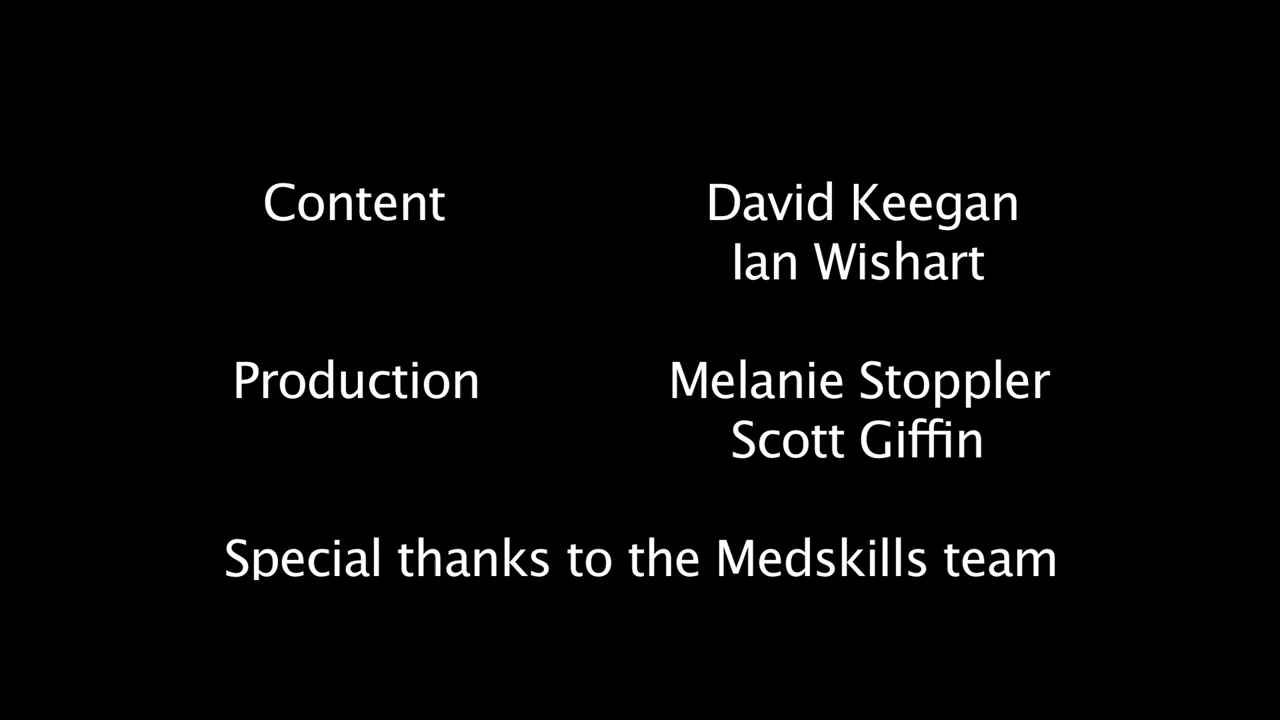 Content David Keegan
Ian Wishart
Production Melanie Stoppler
Scott Giffin
Special thanks to the Medskills team